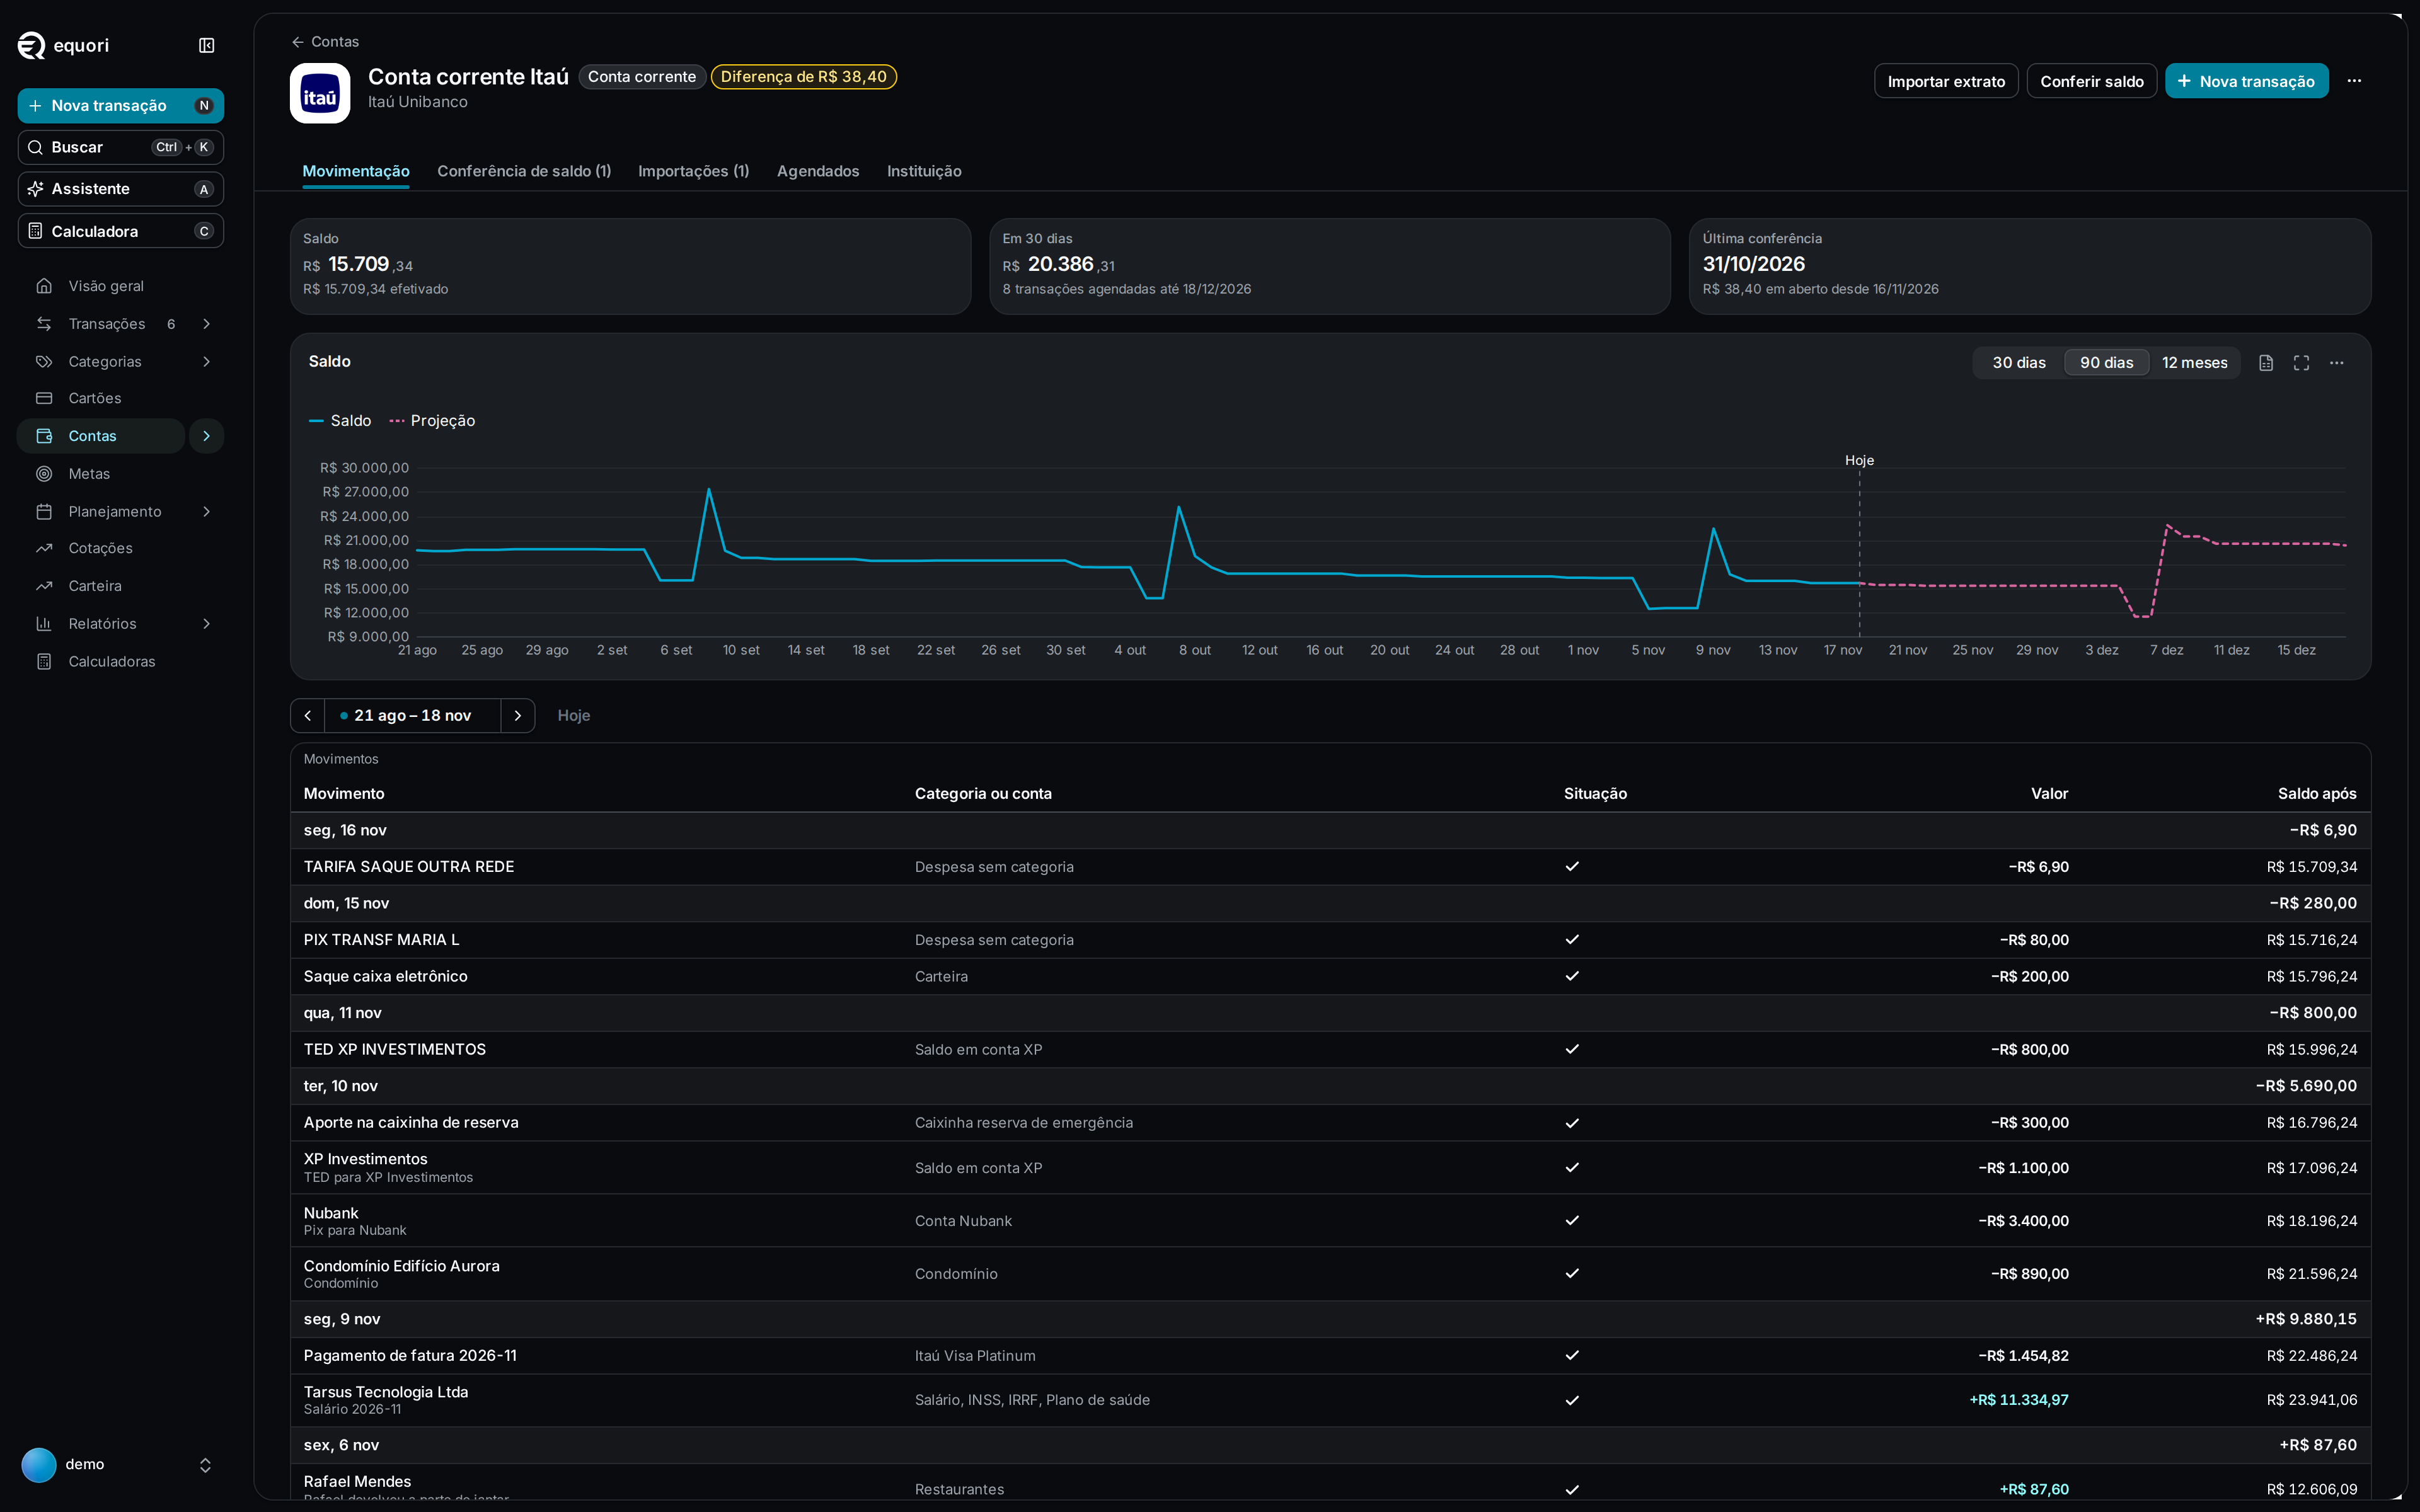 equori
Nova transação N
Buscar Ctrl + K
Assistente A
Calculadora C
Visão geral
Transações 6
Categorias
Cartões
Contas
Metas
Planejamento
Cotações
Carteira
Relatórios
Calculadoras
demo
Contas
itaú
Conta corrente Itaú Conta corrente Diferença de R$ 38,40
Itaú Unibanco
Importar extrato Conferir saldo Nova transação
Movimentação Conferência de saldo (1) Importações (1) Agendados Instituição
Saldo
R$ 15.709,34
R$ 15.709,34 efetivado
Em 30 dias
R$ 20.386,31
8 transações agendadas até 18/12/2026
Última conferência
31/10/2026
R$ 38,40 em aberto desde 16/11/2026
Saldo
30 dias 90 dias 12 meses
Saldo Projeção
Hoje
R$ 30.000,00
R$ 27.000,00
R$ 24.000,00
R$ 21.000,00
R$ 18.000,00
R$ 15.000,00
R$ 12.000,00
R$ 9.000,00
21 ago 25 ago 29 ago 2 set 6 set 10 set 14 set 18 set 22 set 26 set 30 set 4 out 8 out 12 out 16 out 20 out 24 out 28 out 1 nov 5 nov 9 nov 13 nov 17 nov 21 nov 25 nov 29 nov 3 dez 7 dez 11 dez 15 dez
21 ago – 18 nov Hoje
Movimentos
Movimento Categoria ou conta Situação Valor Saldo após
seg, 16 nov −R$ 6,90
TARIFA SAQUE OUTRA REDE Despesa sem categoria −R$ 6,90 R$ 15.709,34
dom, 15 nov −R$ 280,00
PIX TRANSF MARIA L Despesa sem categoria −R$ 80,00 R$ 15.716,24
Saque caixa eletrônico Carteira −R$ 200,00 R$ 15.796,24
qua, 11 nov −R$ 800,00
TED XP INVESTIMENTOS Saldo em conta XP −R$ 800,00 R$ 15.996,24
ter, 10 nov −R$ 5.690,00
Aporte na caixinha de reserva Caixinha reserva de emergência −R$ 300,00 R$ 16.796,24
XP Investimentos Saldo em conta XP −R$ 1.100,00 R$ 17.096,24
TED para XP Investimentos
Nubank Conta Nubank −R$ 3.400,00 R$ 18.196,24
Pix para Nubank
Condomínio Edifício Aurora Condomínio −R$ 890,00 R$ 21.596,24
Condomínio
seg, 9 nov +R$ 9.880,15
Pagamento de fatura 2026-11 Itaú Visa Platinum −R$ 1.454,82 R$ 22.486,24
Tarsus Tecnologia Ltda Salário, INSS, IRRF, Plano de saúde +R$ 11.334,97 R$ 23.941,06
Salário 2026-11
sex, 6 nov +R$ 87,60
Rafael Mendes Restaurantes +R$ 87,60 R$ 12.606,09